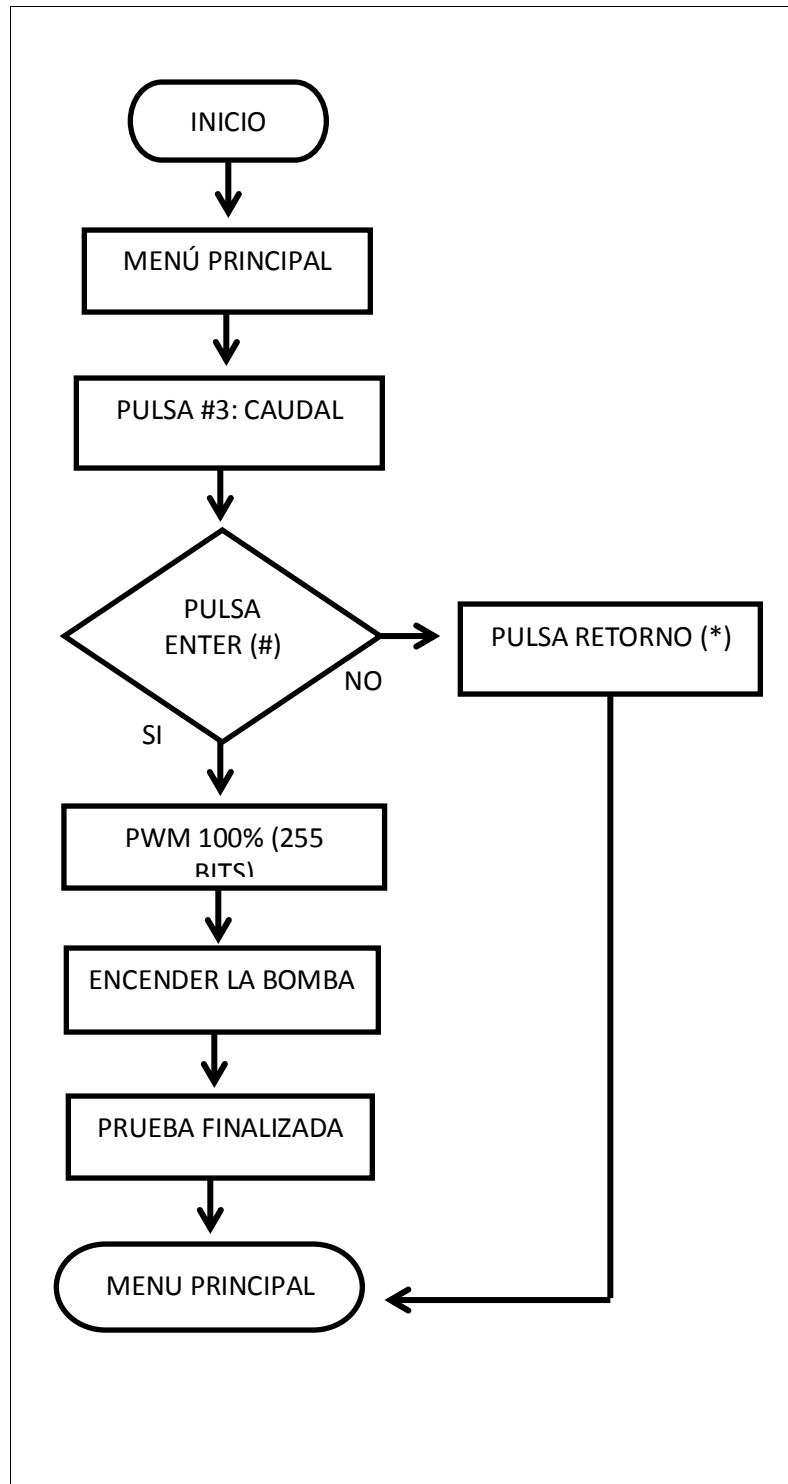 INICIO
MENÚ PRINCIPAL
PULSA #3: CAUDAL
PULSA
ENTER (#)
NO
PULSA RETORNO (*)
SI
PWM 100% (255
BITS)
ENCENDER LA BOMBA
PRUEBA FINALIZADA
MENU PRINCIPAL